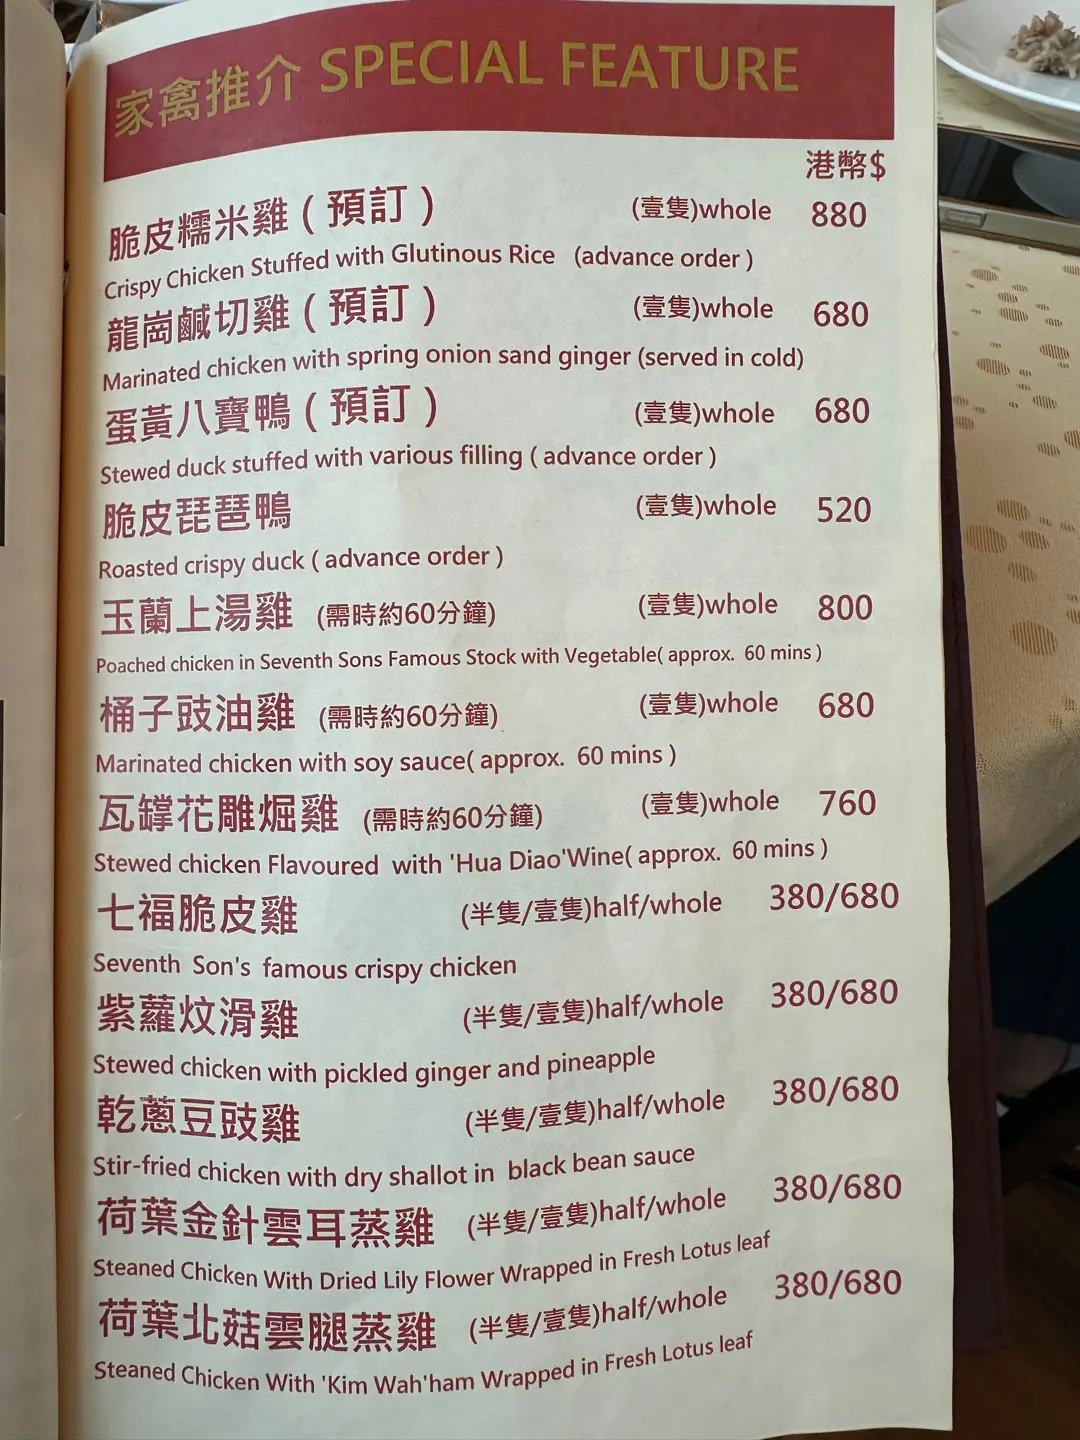 家禽推介 SPECIAL FEATURE
港幣$
脆皮糯米雞 ( 預訂 ) (壹隻)whole 880
Crispy Chicken Stuffed with Glutinous Rice (advance order )
龍崗鹹切雞 ( 預訂 ) (壹隻)whole 680
Marinated chicken with spring onion sand ginger (served in cold)
蛋黃八寶鴨 ( 預訂 ) (壹隻)whole 680
Stewed duck stuffed with various filling ( advance order )
脆皮琵琶鴨 (壹隻)whole 520
Roasted crispy duck ( advance order )
玉蘭上湯雞 (需時約60分鐘) (壹隻)whole 800
Poached chicken in Seventh Sons Famous Stock with Vegetable( approx. 60 mins )
桶子豉油雞 (需時約60分鐘) (壹隻)whole 680
Marinated chicken with soy sauce( approx. 60 mins )
瓦罉花雕焗雞 (需時約60分鐘) (壹隻)whole 760
Stewed chicken Flavoured with 'Hua Diao'Wine( approx. 60 mins )
七福脆皮雞 (半隻/壹隻)half/whole 380/680
Seventh Son's famous crispy chicken
紫蘿炆滑雞 (半隻/壹隻)half/whole 380/680
Stewed chicken with pickled ginger and pineapple
乾蔥豆豉雞 (半隻/壹隻)half/whole 380/680
Stir-fried chicken with dry shallot in black bean sauce
荷葉金針雲耳蒸雞 (半隻/壹隻)half/whole 380/680
Steaned Chicken With Dried Lily Flower Wrapped in Fresh Lotus leaf
荷葉北菇雲腿蒸雞 (半隻/壹隻)half/whole 380/680
Steaned Chicken With 'Kim Wah'ham Wrapped in Fresh Lotus leaf